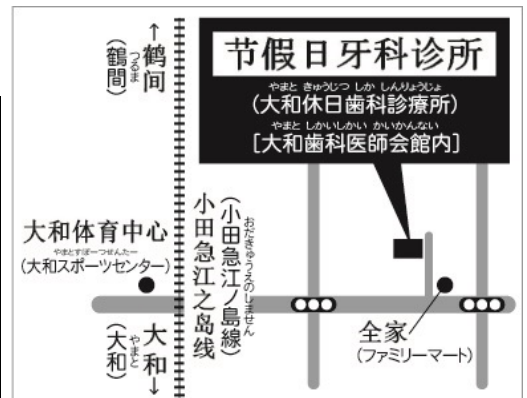 ↑鹤间
つるま
(鶴間)
节假日牙科诊所
やまと きゅうじつ しか しんりょうじょ
(大和休日歯科診療所)
やまと しかいしかい かいかんない
[大和歯科医師会館内]
大和体育中心
やまとすぽーつせんたー
(大和スポーツセンター)
小田急江之岛线
おだきゅうえのしません
(小田急江ノ島線)
大和↓
やまと
(大和)
全家
(ファミリーマート)